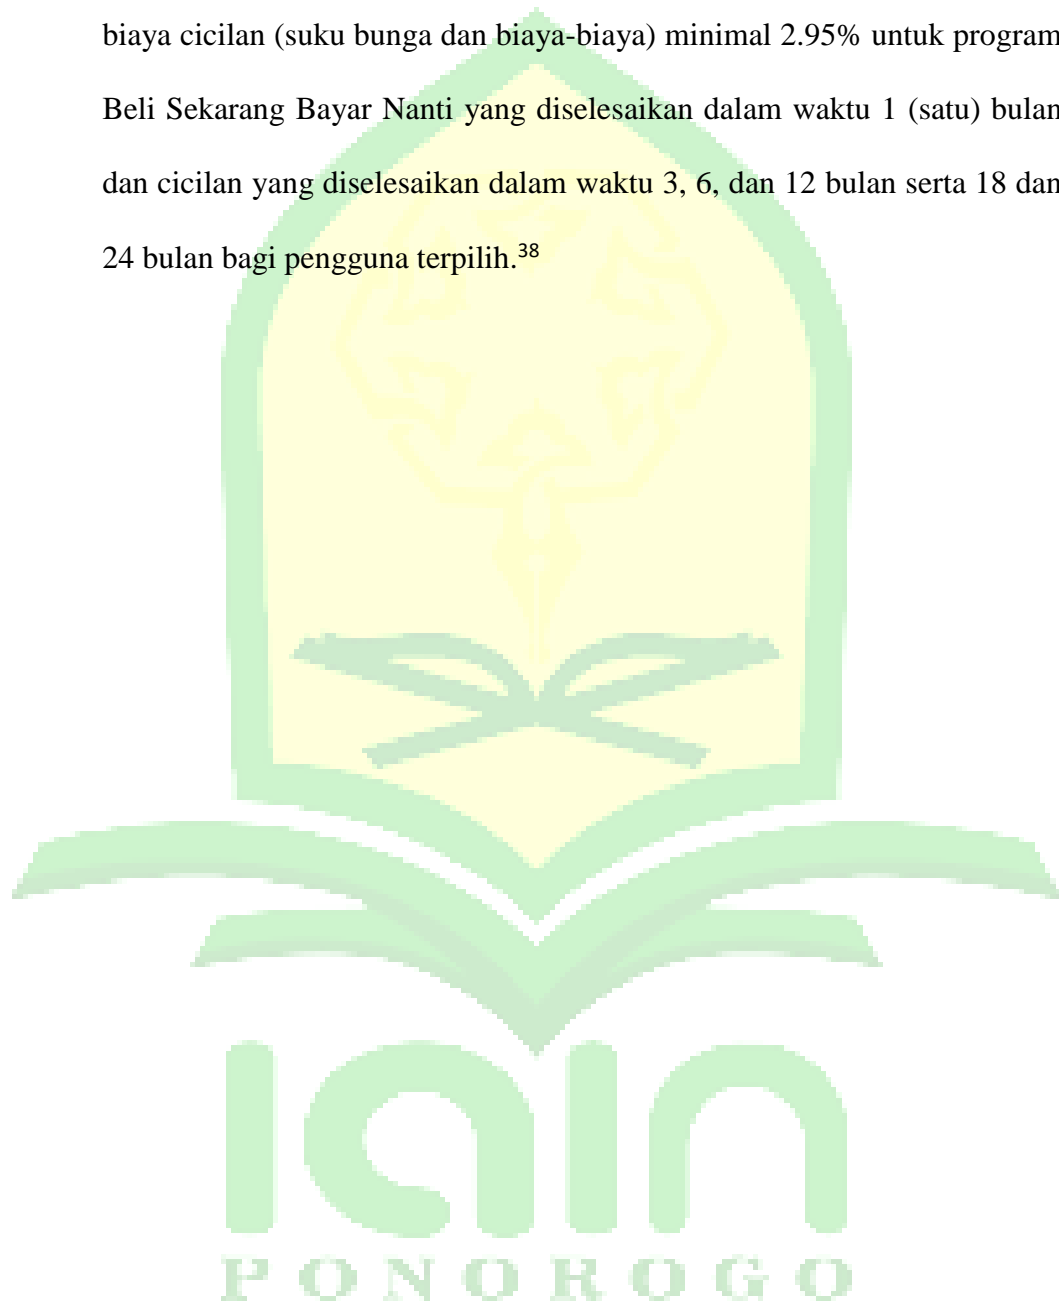 biaya cicilan (suku bunga dan biaya-biaya) minimal 2.95% untuk program
Beli Sekarang Bayar Nanti yang diselesaikan dalam waktu 1 (satu) bulan
dan cicilan yang diselesaikan dalam waktu 3, 6, dan 12 bulan serta 18 dan
24 bulan bagi pengguna terpilih.³⁸
iain
PONOROGO